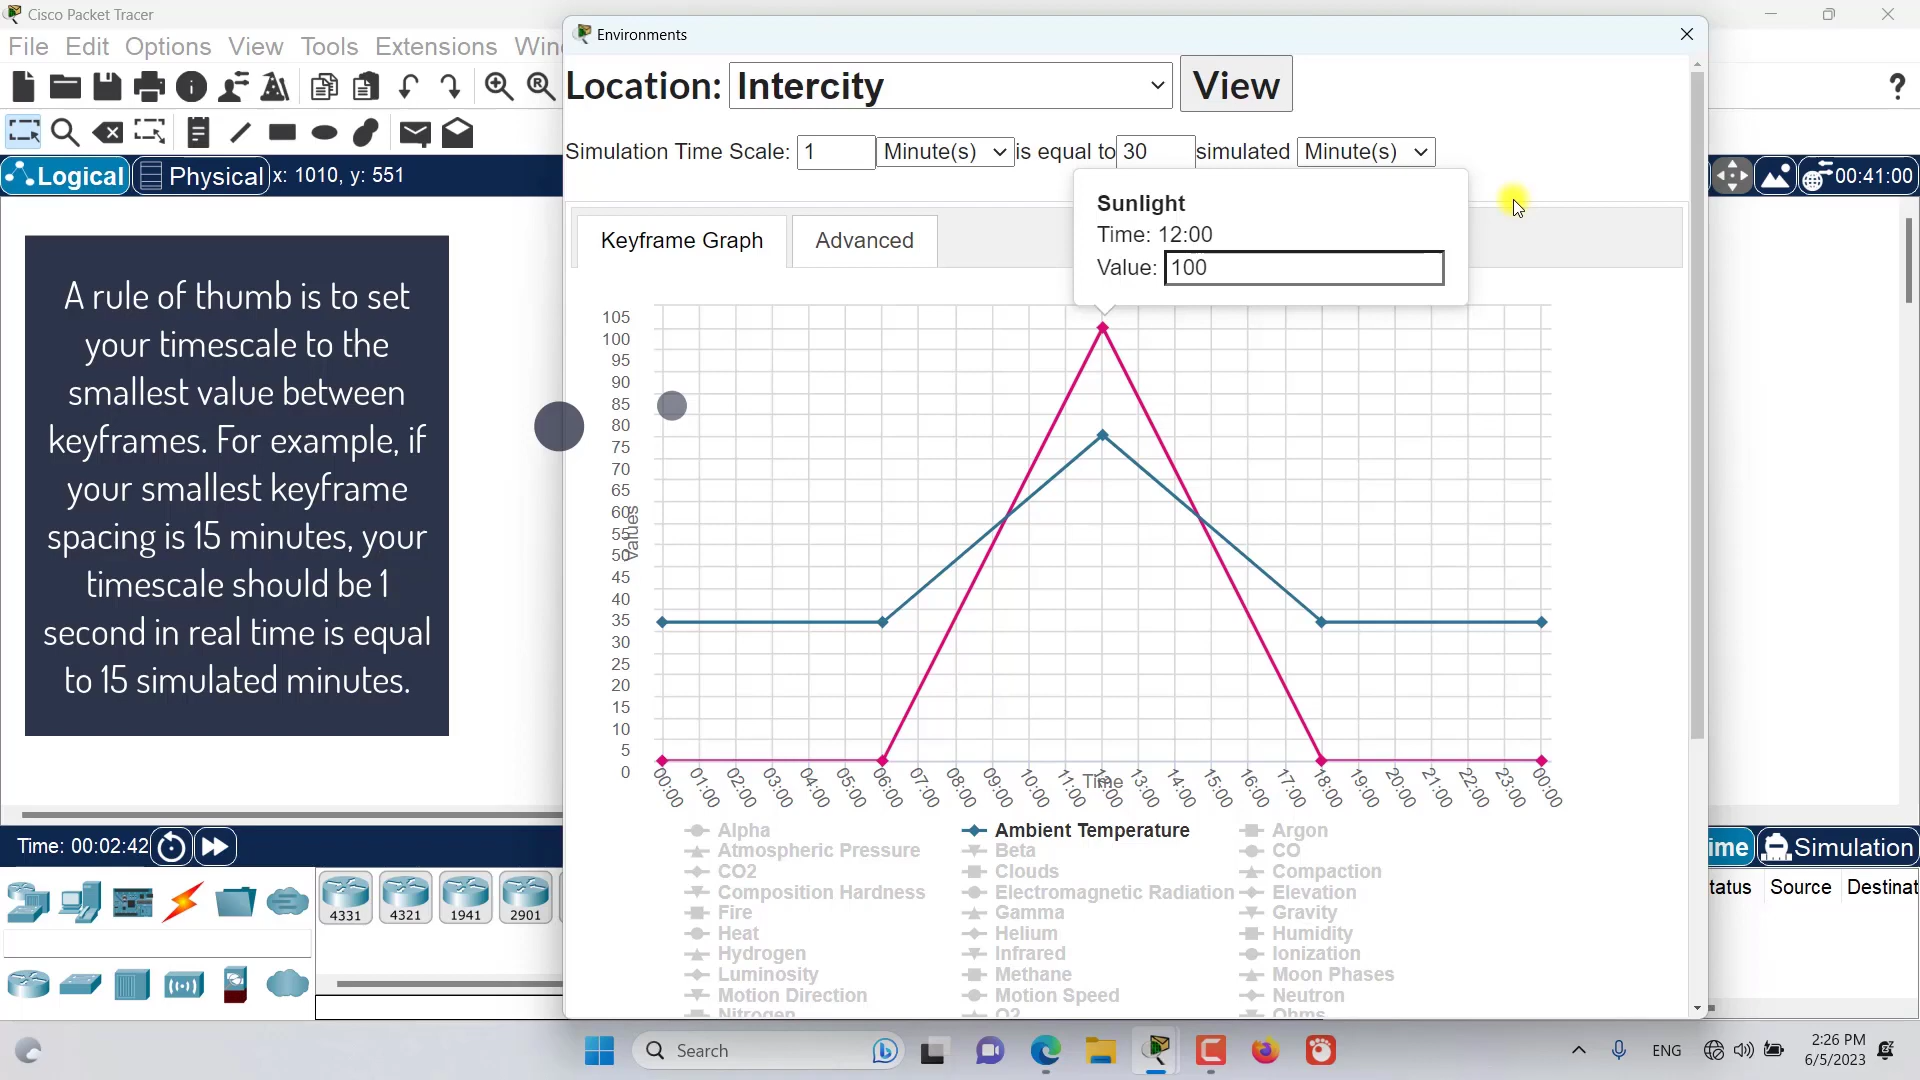 Cisco Packet Tracer
File Edit Options View Tools Extensions Win
Environments
Location: Intercity View
Simulation Time Scale: 1 Minute(s) is equal to 30 simulated Minute(s)
Logical Physical x: 1010, y: 551
00:41:00
Sunlight
Time: 12:00
Value: 100
Keyframe Graph Advanced
A rule of thumb is to set
your timescale to the
smallest value between
keyframes. For example, if
your smallest keyframe
spacing is 15 minutes, your
timescale should be 1
second in real time is equal
to 15 simulated minutes.
105
100
95
90
85
80
75
70
65
60
55
50
45
40
35
30
25
20
15
10
5
0
Values
00:00 01:00 02:00 03:00 04:00 05:00 06:00 07:00 08:00 09:00 10:00 11:00 12:00 13:00 14:00 15:00 16:00 17:00 18:00 19:00 20:00 21:00 22:00 23:00 00:00
Time
Alpha Ambient Temperature Argon
Atmospheric Pressure Beta CO
CO2 Clouds Compaction
Composition Hardness Electromagnetic Radiation Elevation
Fire Gamma Gravity
Heat Helium Humidity
Hydrogen Infrared Ionization
Luminosity Methane Moon Phases
Motion Direction Motion Speed Neutron
Nitrogen O2 Ohms
Time: 00:02:42
ime Simulation
tatus Source Destinat
4331 4321 1941 2901
Search
ENG
2:26 PM
6/5/2023